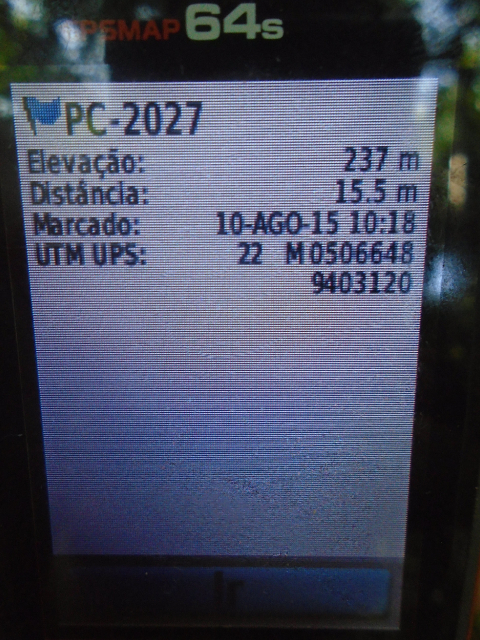 GPSMAP 64s
PC-2027
Elevação: 237 m
Distância: 15.5 m
Marcado: 10-AGO-15 10:18
UTM UPS: 22 M 0506648
9403120
Ir